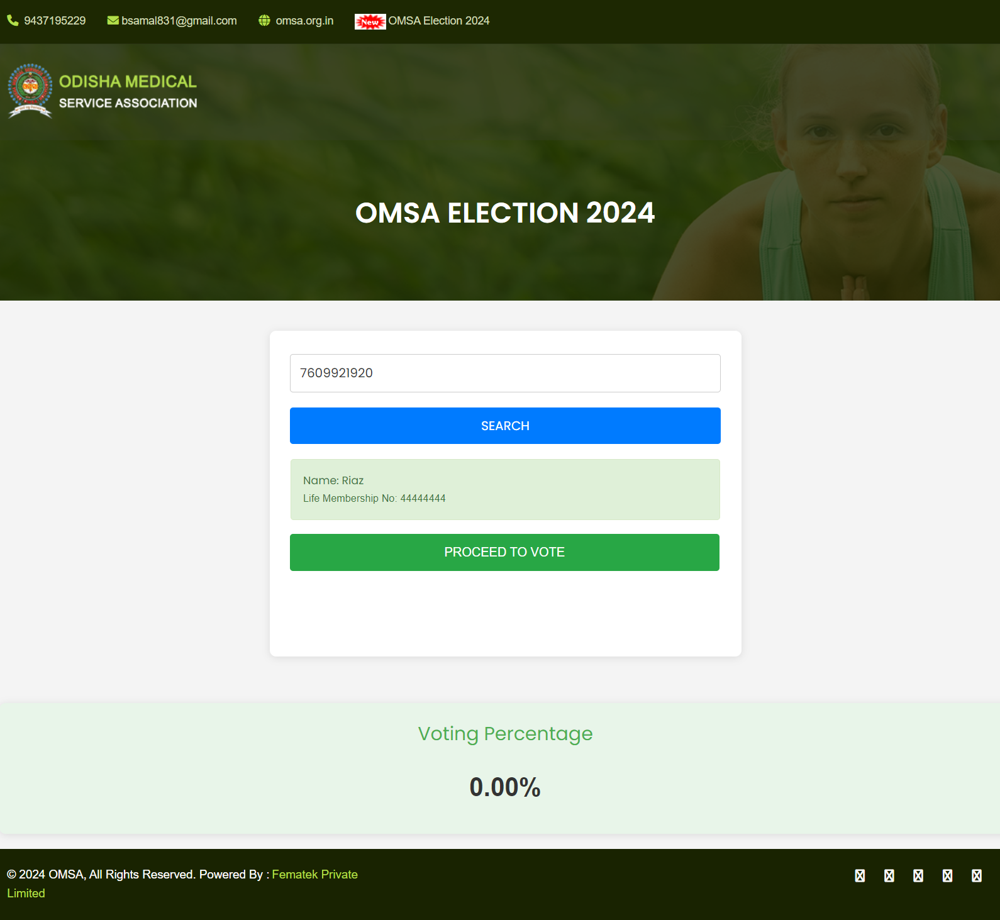 9437195229
bsamal831@gmail.com
omsa.org.in
New OMSA Election 2024
ODISHA MEDICAL
SERVICE ASSOCIATION
OMSA ELECTION 2024
7609921920
SEARCH
Name: Riaz
Life Membership No: 44444444
PROCEED TO VOTE
Voting Percentage
0.00%
© 2024 OMSA, All Rights Reserved. Powered By : Fematek Private
Limited